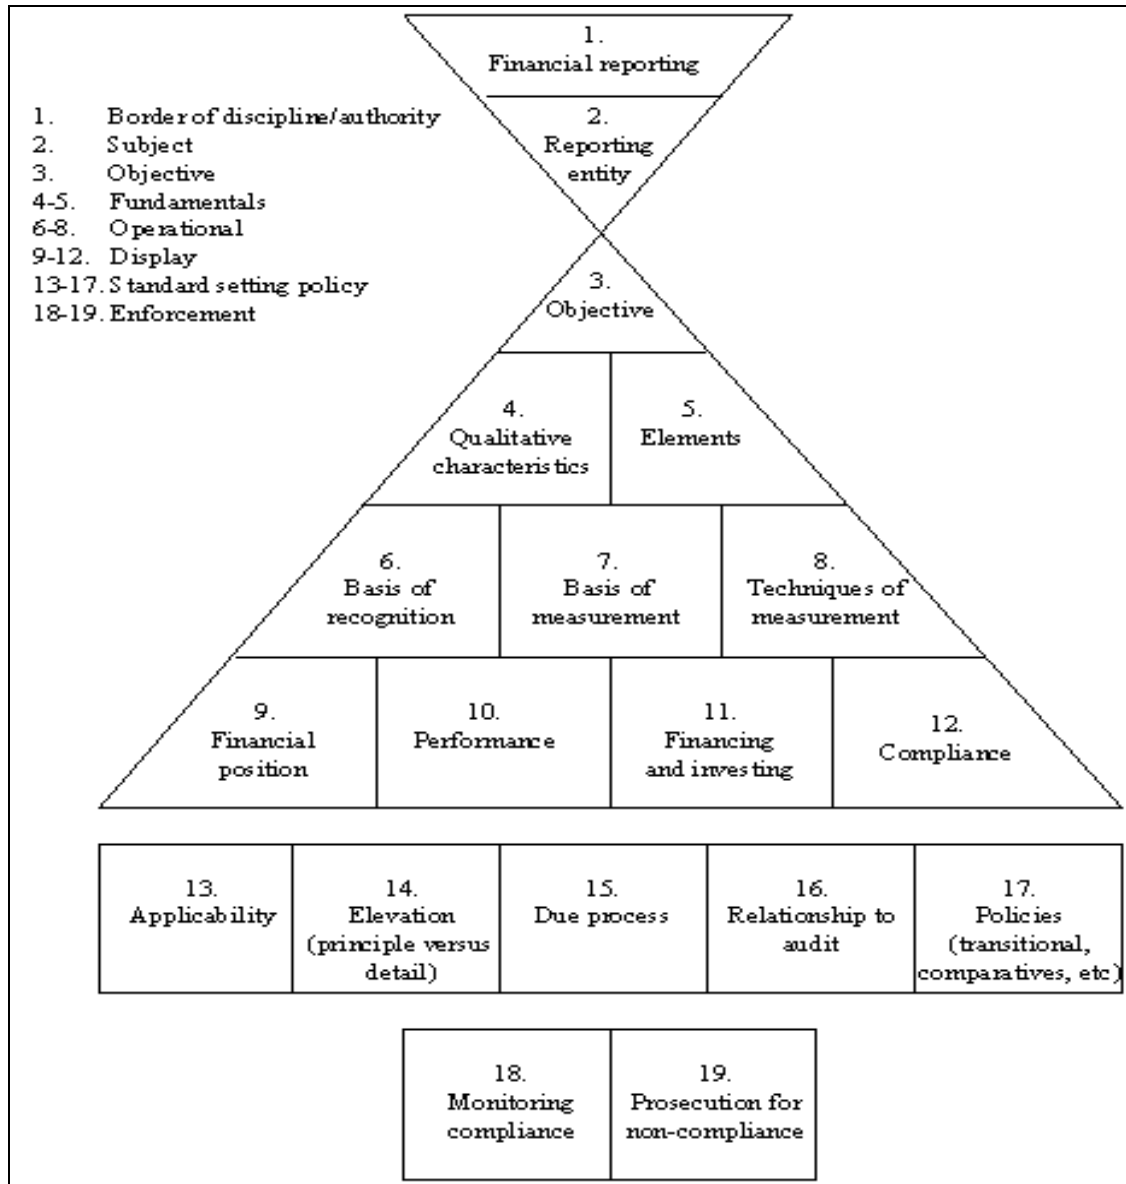 1.
Financial reporting
2.
Reporting
entity
1. Border of discipline/authority
2. Subject
3. Objective
4-5. Fundamentals
6-8. Operational
9-12. Display
13-17. Standard setting policy
18-19. Enforcement
3.
Objective
4.
Qualitative
characteristics
5.
Elements
6.
Basis of
recognition
7.
Basis of
measurement
8.
Techniques of
measurement
9.
Financial
position
10.
Performance
11.
Financing
and investing
12.
Compliance
13.
Applicability
14.
Elevation
(principle versus
detail)
15.
Due process
16.
Relationship to
audit
17.
Policies
(transitional,
comparatives, etc)
18.
Monitoring
compliance
19.
Prosecution for
non-compliance